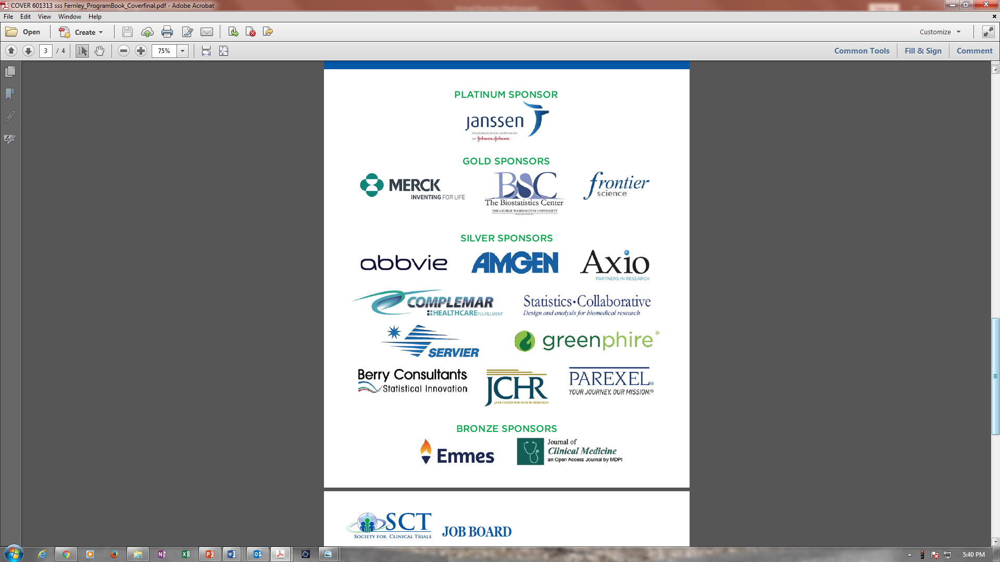 COVER 601313 sss Fernley_ProgramBook_Coverfinal.pdf - Adobe Acrobat
File Edit View Window Help
Open Create Customize
3 / 4 75% Common Tools Fill & Sign Comment
PLATINUM SPONSOR
janssen
PHARMACEUTICAL COMPANIES
OF Johnson & Johnson
GOLD SPONSORS
MERCK
INVENTING FOR LIFE
BSC
The Biostatistics Center
THE GEORGE WASHINGTON UNIVERSITY
WASHINGTON DC
frontier
science
SILVER SPONSORS
abbvie
AMGEN
Axio
PARTNERS IN RESEARCH
COMPLEMAR
HEALTHCARE FULFILLMENT
Statistics•Collaborative
Design and analysis for biomedical research
SERVIER
greenphire®
Berry Consultants
Statistical Innovation
JCHR
JAEB CENTER FOR HEALTH RESEARCH
PAREXEL®
YOUR JOURNEY. OUR MISSION.®
BRONZE SPONSORS
Emmes
Journal of
Clinical Medicine
an Open Access Journal by MDPI
SCT
SOCIETY FOR CLINICAL TRIALS
JOB BOARD
5:40 PM